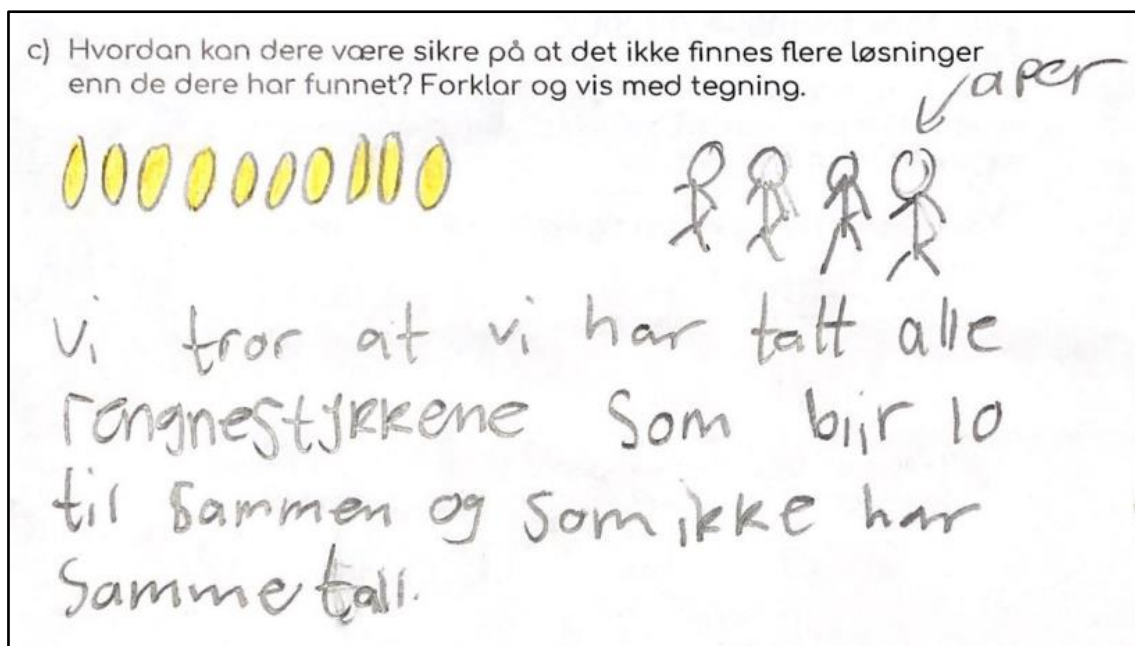 c) Hvordan kan dere være sikre på at det ikke finnes flere løsninger
enn de dere har funnet? Forklar og vis med tegning.
aper
Vi tror at vi har talt alle
rengnestykkene som blir 10
til sammen og som ikke har
samme tall.